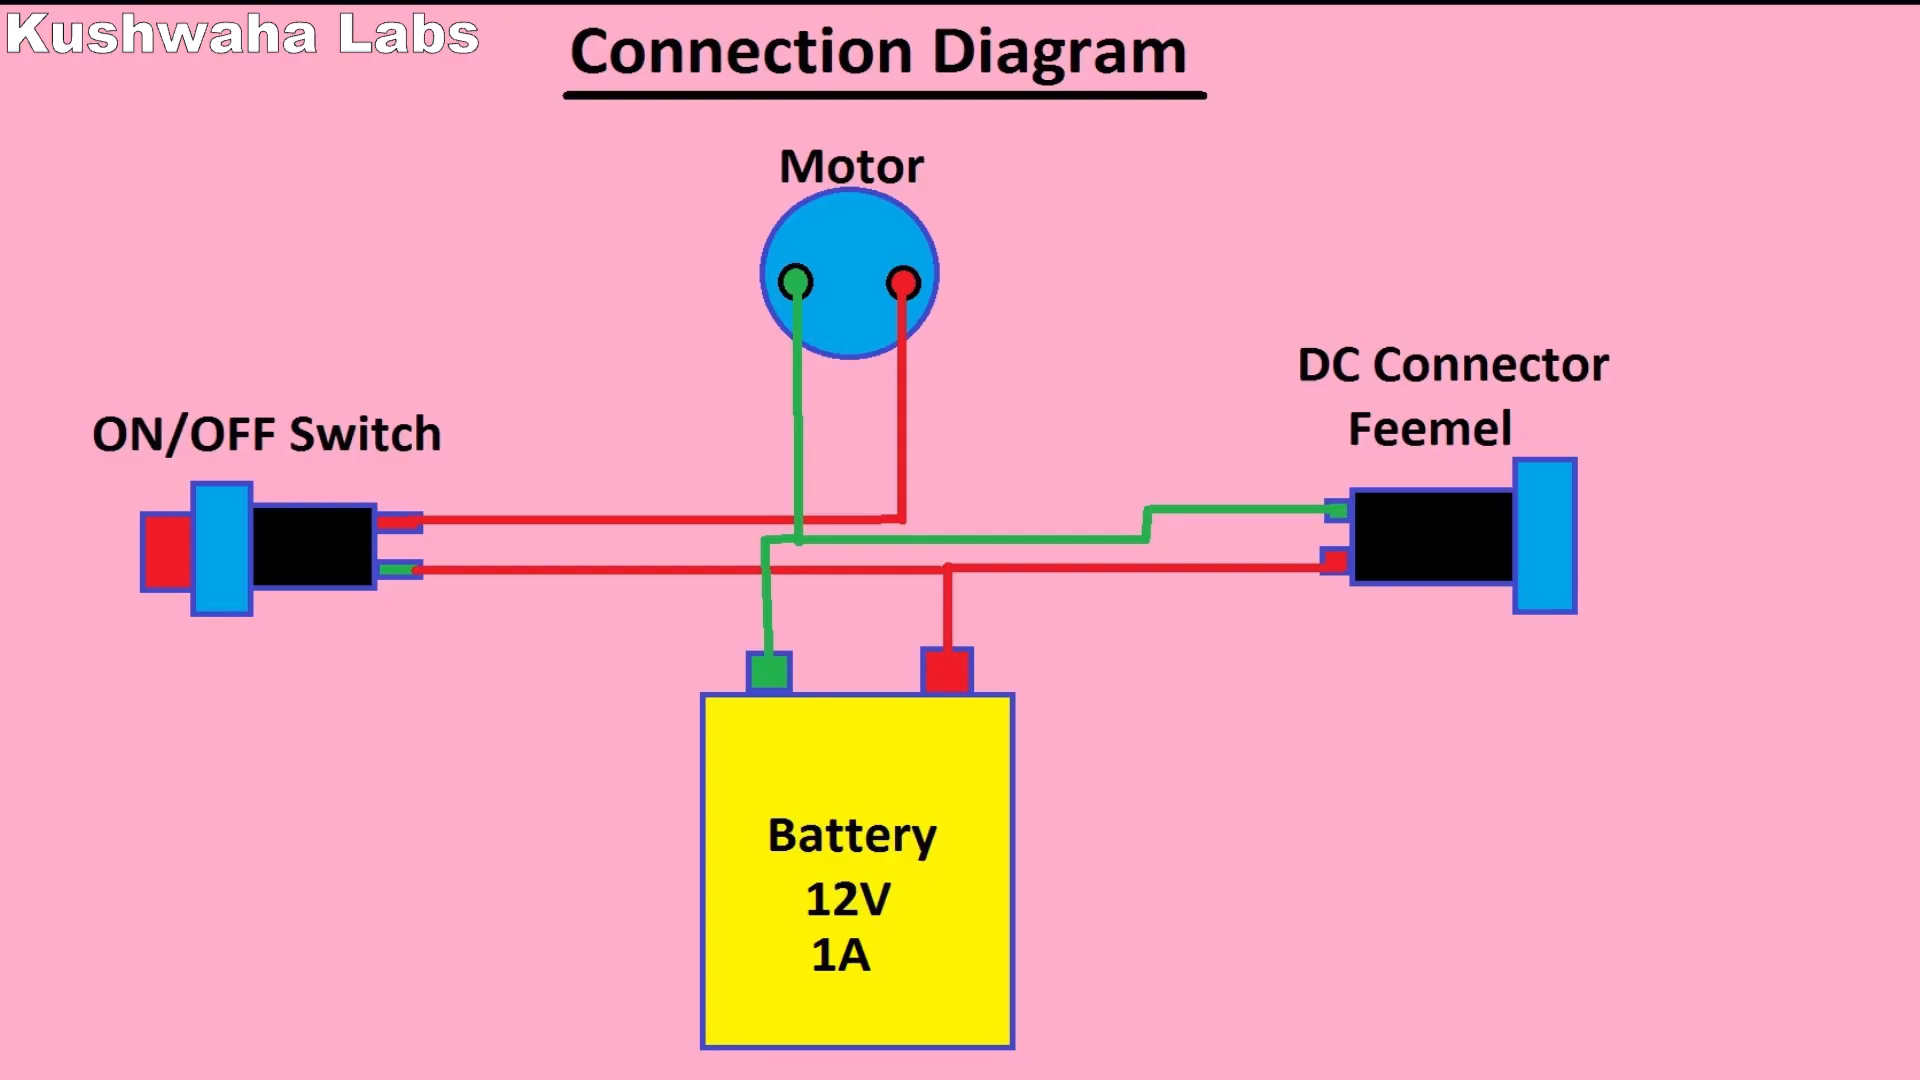 Kushwaha Labs
Connection Diagram
Motor
DC Connector
Feemel
ON/OFF Switch
Battery
12V
1A